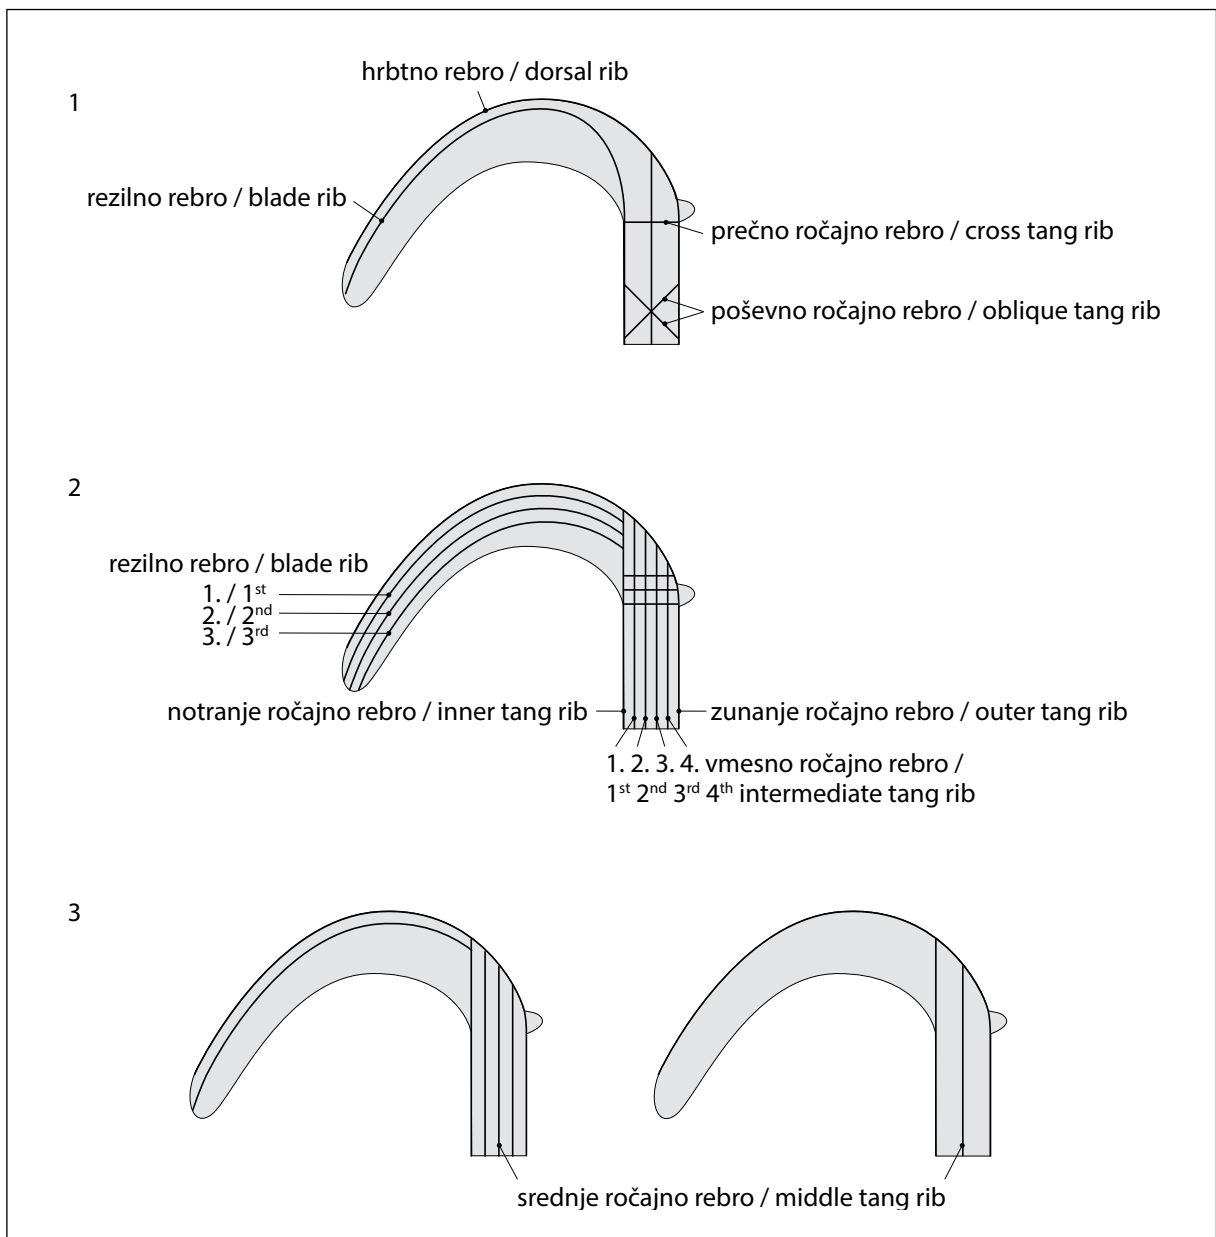 1
hrbtno rebro / dorsal rib
rezilno rebro / blade rib
prečno ročajno rebro / cross tang rib
poševno ročajno rebro / oblique tang rib
2
rezilno rebro / blade rib
1. / 1st
2. / 2nd
3. / 3rd
notranje ročajno rebro / inner tang rib
zunanje ročajno rebro / outer tang rib
1. 2. 3. 4. vmesno ročajno rebro /
1st 2nd 3rd 4th intermediate tang rib
3
srednje ročajno rebro / middle tang rib